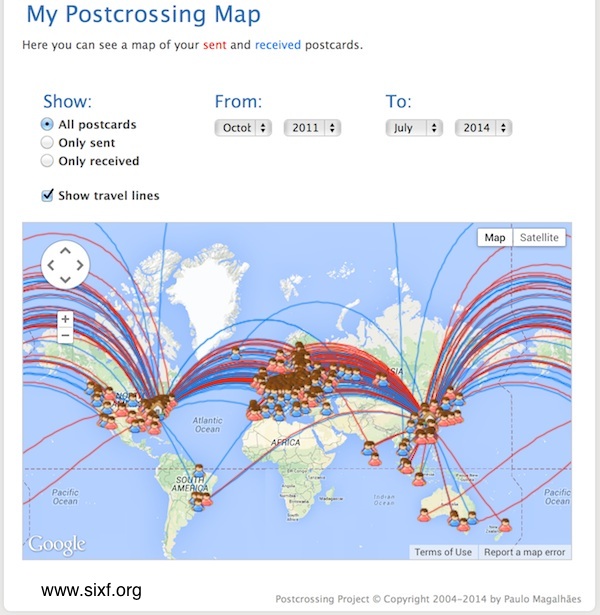 My Postcrossing Map
Here you can see a map of your sent and received postcards.
Show: From: To:
All postcards Octob 2011 July 2014
Only sent
Only received
Show travel lines
Map Satellite
+
−
ASIA
Atlantic
Ocean
AFRICA
SOUTH
AMERICA
Pacific
Ocean
Indian
Ocean
Pacific
Ocean
Google
Terms of Use Report a map error
www.sixf.org
Postcrossing Project © Copyright 2004-2014 by Paulo Magalhães